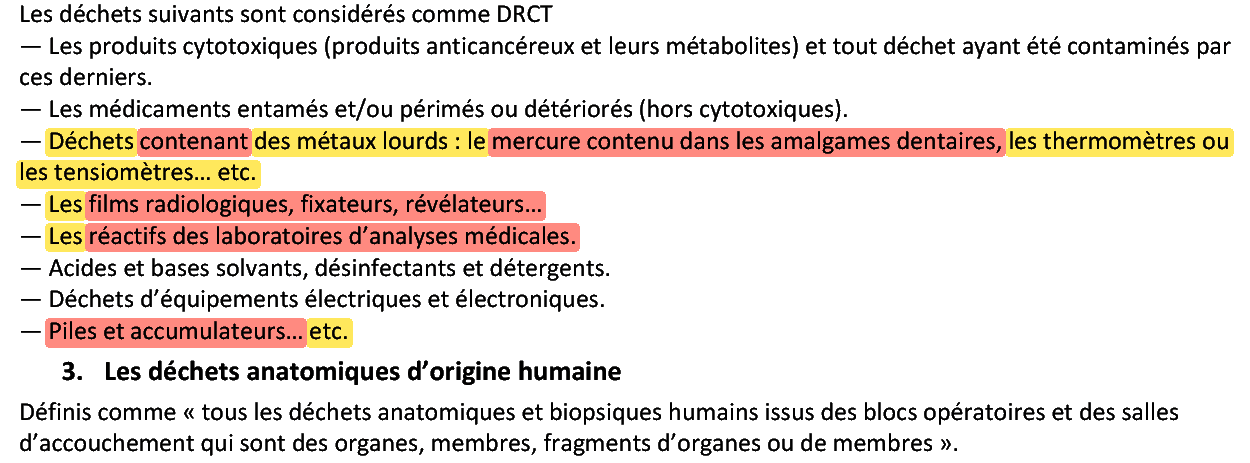 Les déchets suivants sont considérés comme DRCT
— Les produits cytotoxiques (produits anticancéreux et leurs métabolites) et tout déchet ayant été contaminés par
ces derniers.
— Les médicaments entamés et/ou périmés ou détériorés (hors cytotoxiques).
— Déchets contenant des métaux lourds : le mercure contenu dans les amalgames dentaires, les thermomètres ou
les tensiomètres… etc.
— Les films radiologiques, fixateurs, révélateurs…
— Les réactifs des laboratoires d’analyses médicales.
— Acides et bases solvants, désinfectants et détergents.
— Déchets d’équipements électriques et électroniques.
— Piles et accumulateurs… etc.
3. Les déchets anatomiques d’origine humaine
Définis comme « tous les déchets anatomiques et biopsiques humains issus des blocs opératoires et des salles
d’accouchement qui sont des organes, membres, fragments d’organes ou de membres ».